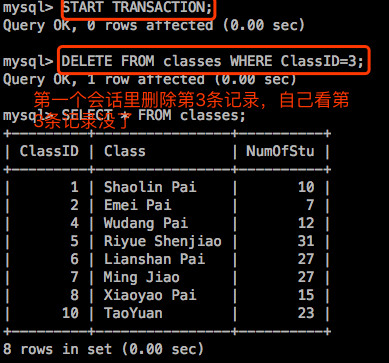 mysql> START TRANSACTION;
Query OK, 0 rows affected (0.00 sec)
mysql> DELETE FROM classes WHERE ClassID=3;
Query OK, 1 row affected (0.00 sec)
第一个会话里删除第3条记录，自己看第
3条记录没了
mysql> SELECT * FROM classes;
+---------+----------------+----------+
| ClassID | Class | NumOfStu |
+---------+----------------+----------+
| 1 | Shaolin Pai | 10 |
| 2 | Emei Pai | 7 |
| 4 | Wudang Pai | 12 |
| 5 | Riyue Shenjiao | 31 |
| 6 | Lianshan Pai | 27 |
| 7 | Ming Jiao | 27 |
| 8 | Xiaoyao Pai | 15 |
| 10 | TaoYuan | 23 |
+---------+----------------+----------+
8 rows in set (0.00 sec)